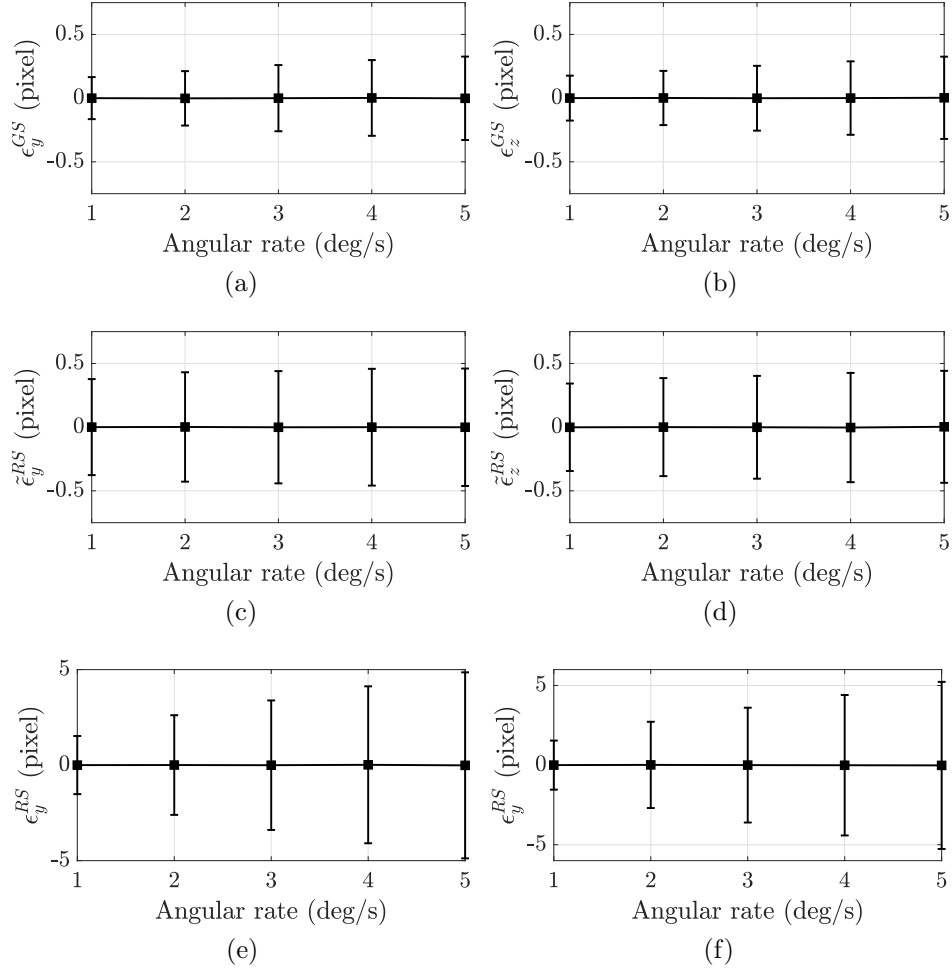 0.5
0
-0.5
ϵ_y^{GS} (pixel)
1 2 3 4 5
Angular rate (deg/s)
(a)
0.5
0
-0.5
ϵ_z^{GS} (pixel)
1 2 3 4 5
Angular rate (deg/s)
(b)
0.5
0
-0.5
ϵ̃_y^{RS} (pixel)
1 2 3 4 5
Angular rate (deg/s)
(c)
0.5
0
-0.5
ϵ̃_z^{RS} (pixel)
1 2 3 4 5
Angular rate (deg/s)
(d)
5
0
-5
ϵ_y^{RS} (pixel)
1 2 3 4 5
Angular rate (deg/s)
(e)
5
0
-5
ϵ_y^{RS} (pixel)
1 2 3 4 5
Angular rate (deg/s)
(f)